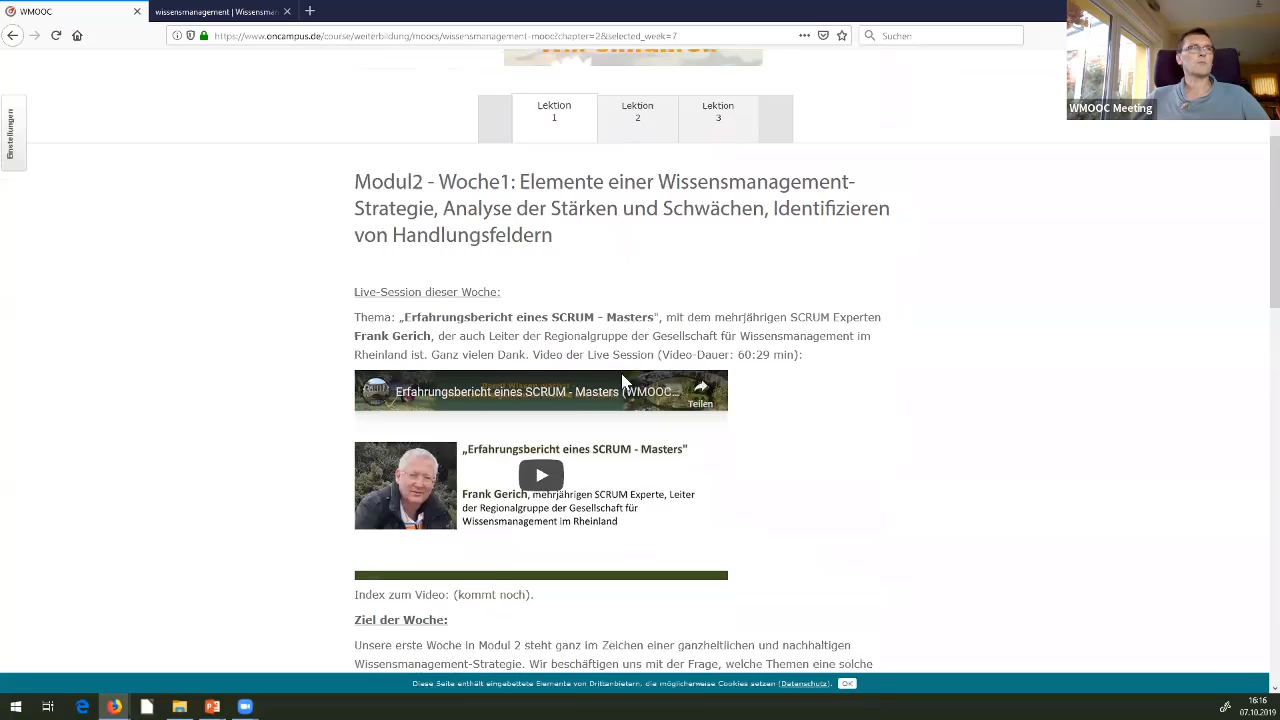 WMOOC
wissensmanagement | Wissensman
https://www.oncampus.de/course/weiterbildung/moocs/wissensmanagement-mooc?chapter=2&selected_week=7
Suchen
WMOOC Meeting
Einstellungen
Lektion
1
Lektion
2
Lektion
3
Modul2 - Woche1: Elemente einer Wissensmanagement-
Strategie, Analyse der Stärken und Schwächen, Identifizieren
von Handlungsfeldern
Live-Session dieser Woche:
Thema: „Erfahrungsbericht eines SCRUM - Masters", mit dem mehrjährigen SCRUM Experten
Frank Gerich, der auch Leiter der Regionalgruppe der Gesellschaft für Wissensmanagement im
Rheinland ist. Ganz vielen Dank. Video der Live Session (Video-Dauer: 60:29 min):
Erfahrungsbericht eines SCRUM - Masters (WMOOC...
Teilen
„Erfahrungsbericht eines SCRUM - Masters"
Frank Gerich, mehrjährigen SCRUM Experte, Leiter
der Regionalgruppe der Gesellschaft für
Wissensmanagement im Rheinland
Index zum Video: (kommt noch).
Ziel der Woche:
Unsere erste Woche in Modul 2 steht ganz im Zeichen einer ganzheitlichen und nachhaltigen
Wissensmanagement-Strategie. Wir beschäftigen uns mit der Frage, welche Themen eine solche
Diese Seite enthält eingebettete Elemente von Drittanbietern, die möglicherweise Cookies setzen (Datenschutz). OK
16:16
07.10.2019